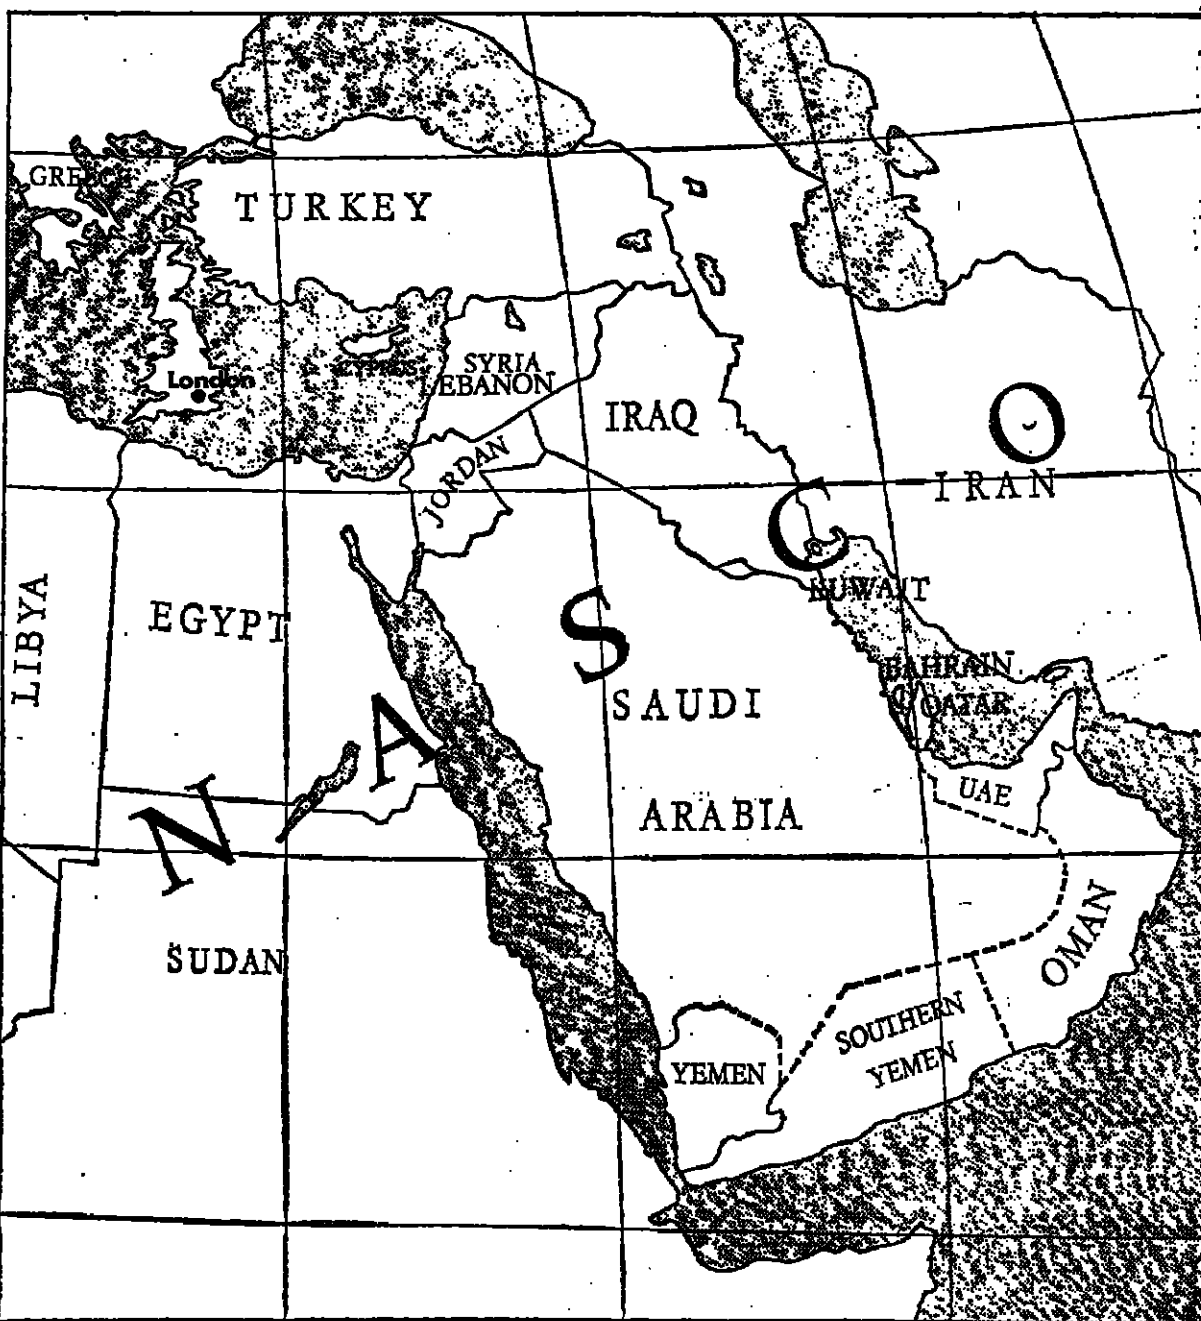 GREECE
TURKEY
CYPRUS
SYRIA
LEBANON
London
IRAQ
O
JORDAN
IRAN
C
KUWAIT
LIBYA
EGYPT
S
BAHRAIN
QATAR
SAUDI
A
UAE
ARABIA
N
OMAN
SUDAN
SOUTHERN
YEMEN
YEMEN